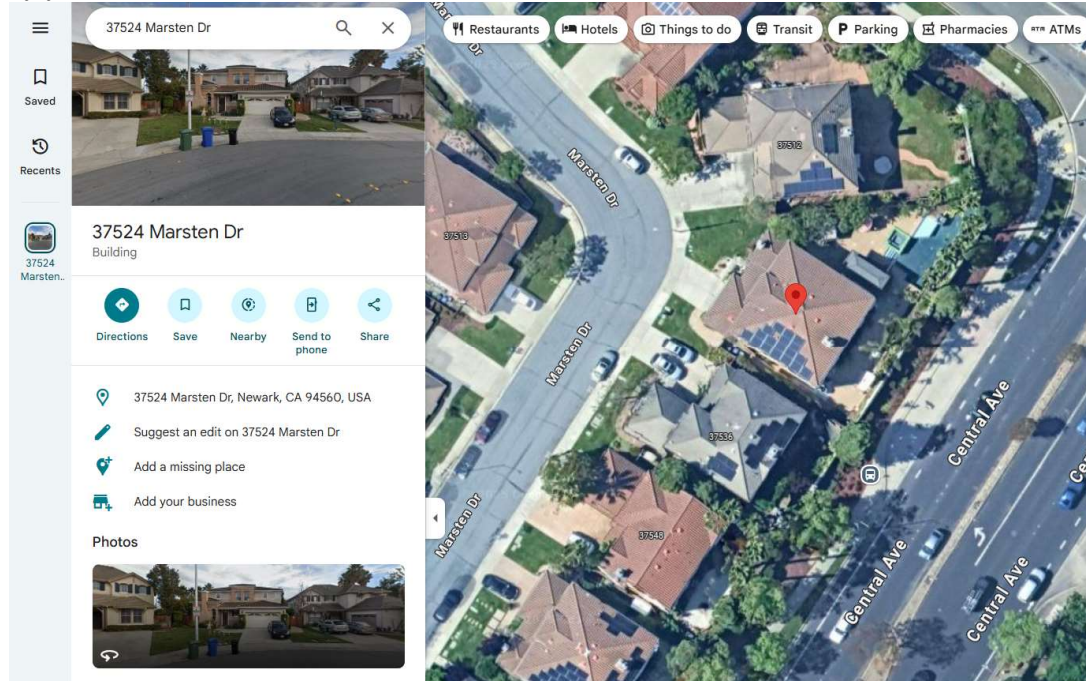 37524 Marsten Dr
Restaurants
Hotels
Things to do
Transit
P Parking
Pharmacies
ATM ATMs
Saved
Recents
37524
Marsten..
37524 Marsten Dr
Building
Directions
Save
Nearby
Send to
phone
Share
37524 Marsten Dr, Newark, CA 94560, USA
Suggest an edit on 37524 Marsten Dr
Add a missing place
Add your business
Photos
Dr
Marsten Dr
37512
37513
Marsten Dr
37536
Marsten Dr
37548
Central Ave
Central Ave
Central Ave